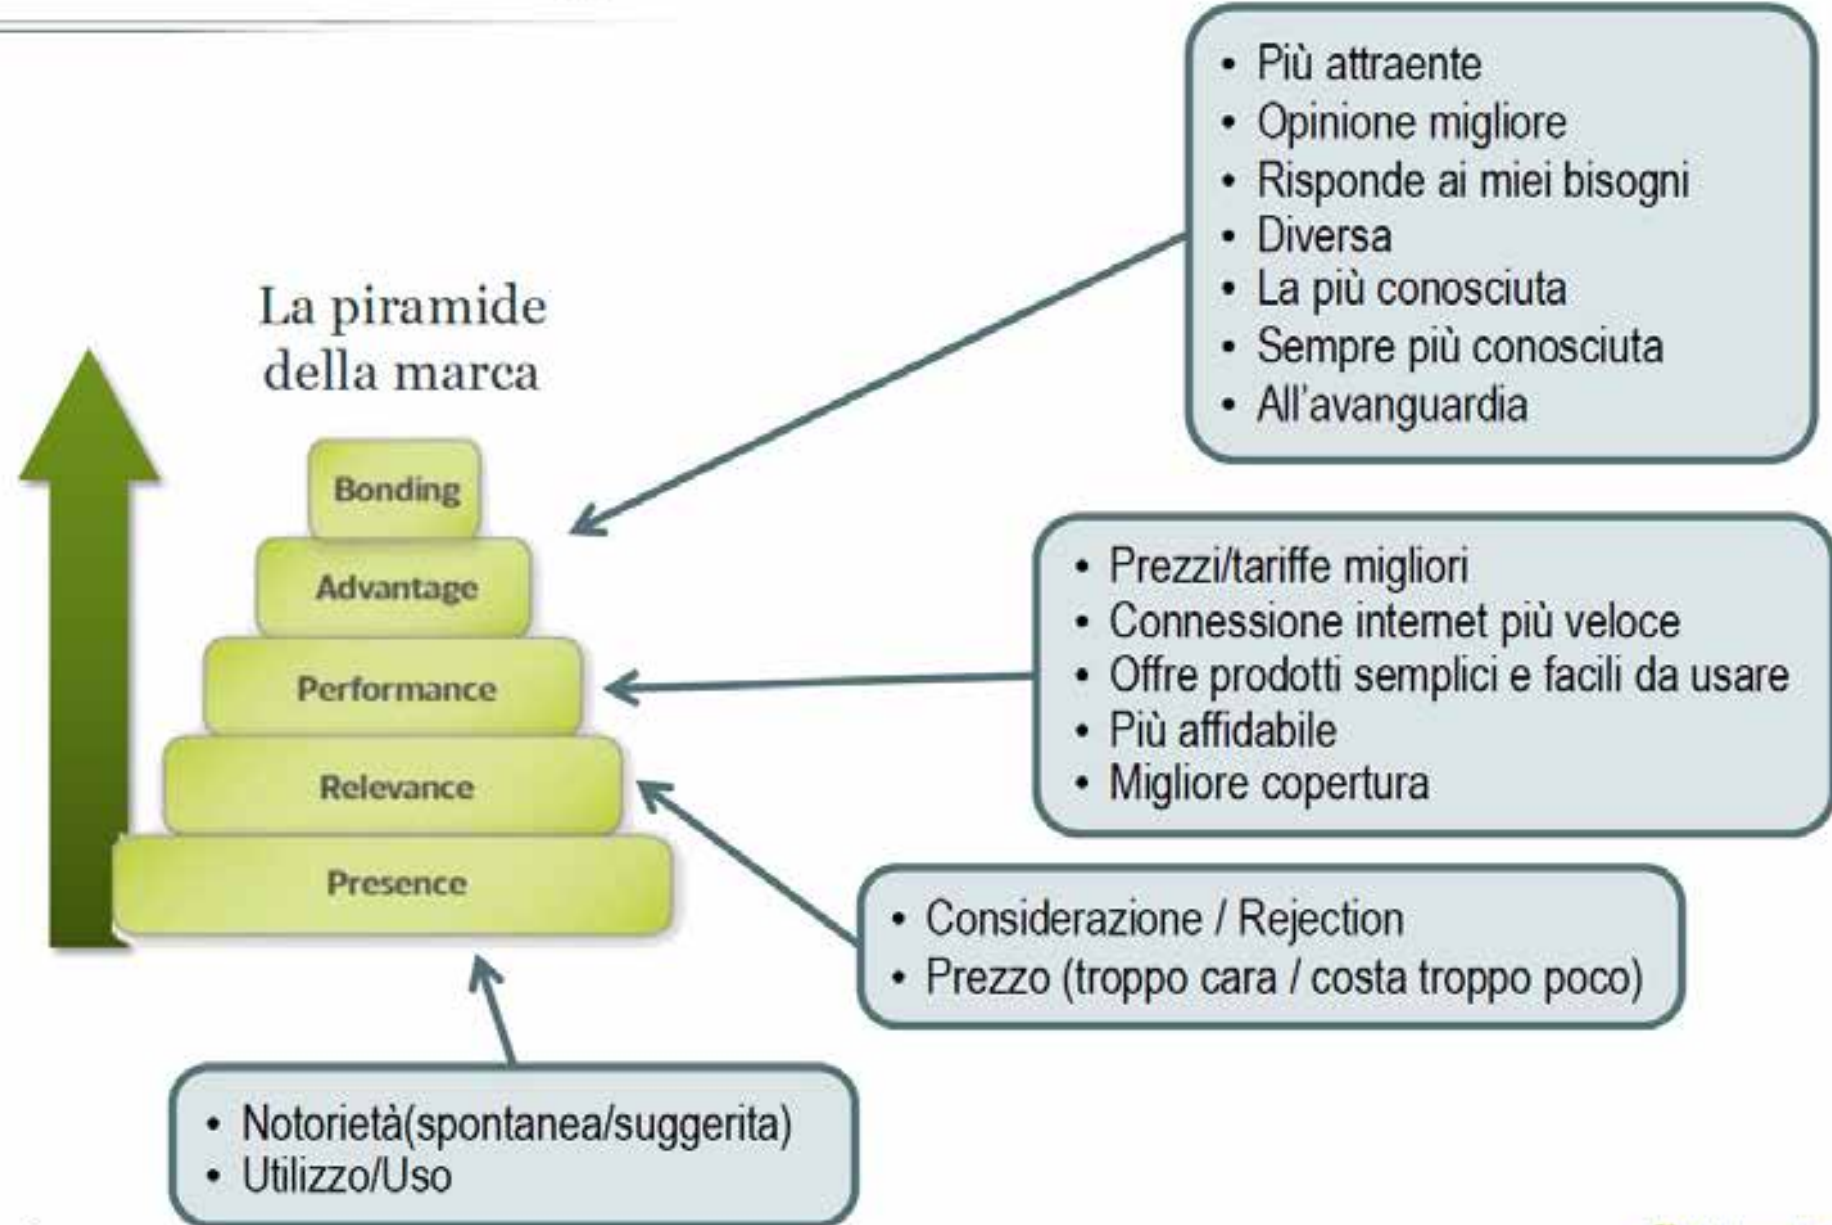 La piramide
della marca
Bonding
Advantage
Performance
Relevance
Presence
• Più attraente
• Opinione migliore
• Risponde ai miei bisogni
• Diversa
• La più conosciuta
• Sempre più conosciuta
• All'avanguardia
• Prezzi/tariffe migliori
• Connessione internet più veloce
• Offre prodotti semplici e facili da usare
• Più affidabile
• Migliore copertura
• Considerazione / Rejection
• Prezzo (troppo cara / costa troppo poco)
• Notorietà(spontanea/suggerita)
• Utilizzo/Uso